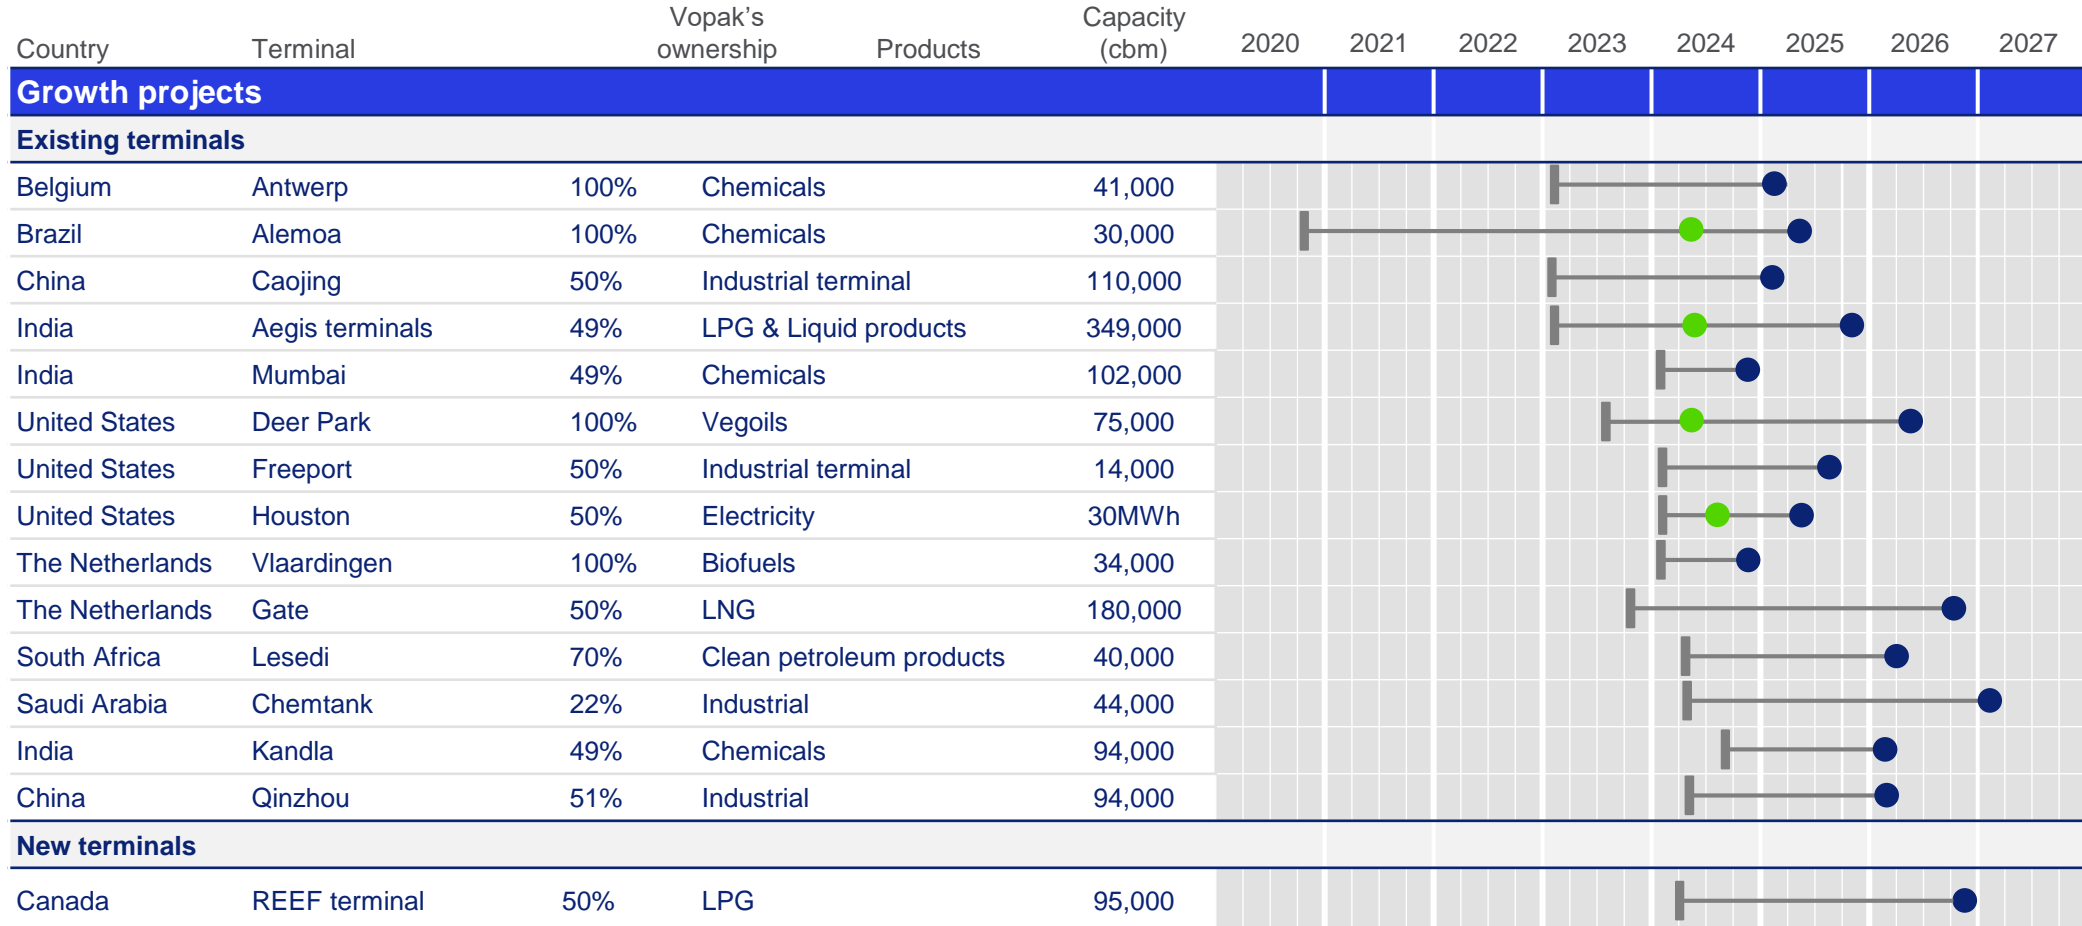 Country Terminal Vopak's ownership Products Capacity (cbm) 2020 2021 2022 2023 2024 2025 2026 2027
Growth projects
Existing terminals
Belgium Antwerp 100% Chemicals 41,000
Brazil Alemoa 100% Chemicals 30,000
China Caojing 50% Industrial terminal 110,000
India Aegis terminals 49% LPG & Liquid products 349,000
India Mumbai 49% Chemicals 102,000
United States Deer Park 100% Vegoils 75,000
United States Freeport 50% Industrial terminal 14,000
United States Houston 50% Electricity 30MWh
The Netherlands Vlaardingen 100% Biofuels 34,000
The Netherlands Gate 50% LNG 180,000
South Africa Lesedi 70% Clean petroleum products 40,000
Saudi Arabia Chemtank 22% Industrial 44,000
India Kandla 49% Chemicals 94,000
China Qinzhou 51% Industrial 94,000
New terminals
Canada REEF terminal 50% LPG 95,000